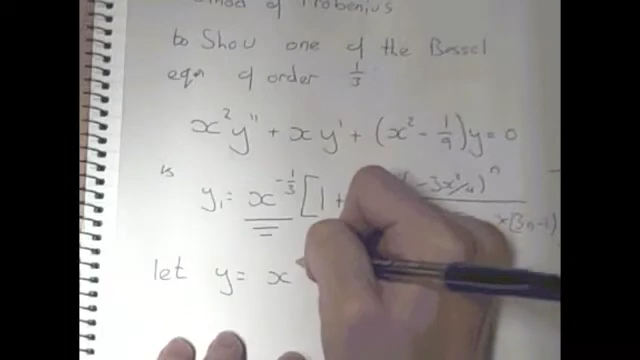 of Frobenius
to Show one of the Bessel
eqn of order 1/3
x²y" + xy' + (x² - 1/9)y = 0
is
y₁ = x^(-1/3) [1 +
let y = x